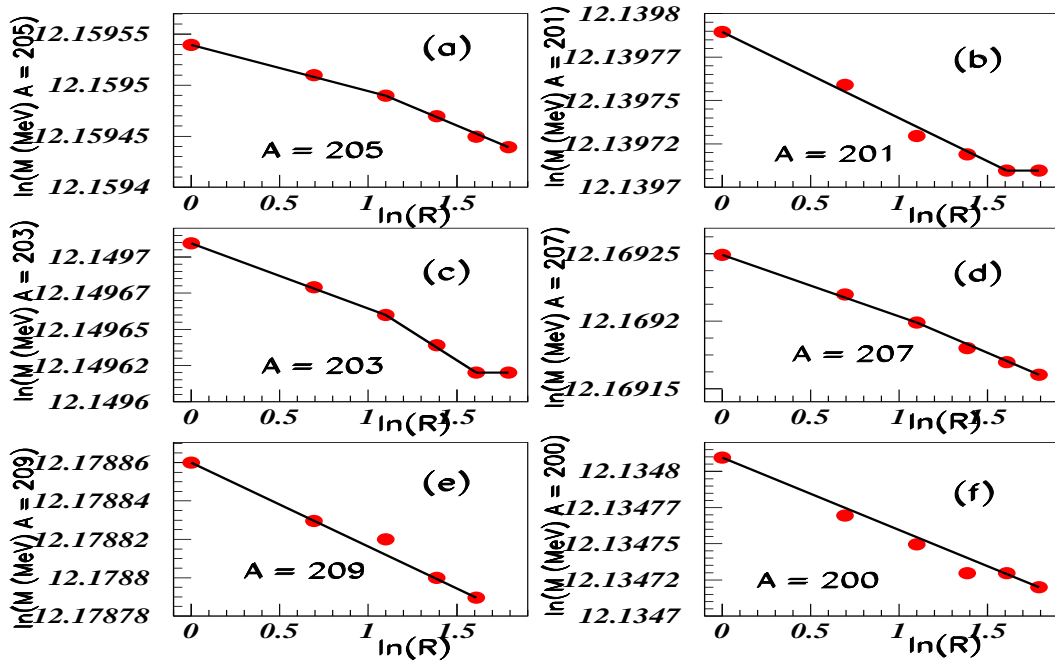 ln(M (MeV) A = 205)
12.15955
12.1595
12.15945
12.1594
(a)
A = 205
0 0.5 1 1.5
ln(R)
ln(M (MeV) A = 201)
12.1398
12.13977
12.13975
12.13972
12.1397
(b)
A = 201
0 0.5 1 1.5
ln(R)
ln(M (MeV) A = 203)
12.1497
12.14967
12.14965
12.14962
12.1496
(c)
A = 203
0 0.5 1 1.5
ln(R)
ln(M (MeV) A = 207)
12.16925
12.1692
12.16915
(d)
A = 207
0 0.5 1 1.5
ln(R)
ln(M (MeV) A = 209)
12.17886
12.17884
12.17882
12.1788
12.17878
(e)
A = 209
0 0.5 1 1.5
ln(R)
ln(M (MeV) A = 200)
12.1348
12.13477
12.13475
12.13472
12.1347
(f)
A = 200
0 0.5 1 1.5
ln(R)